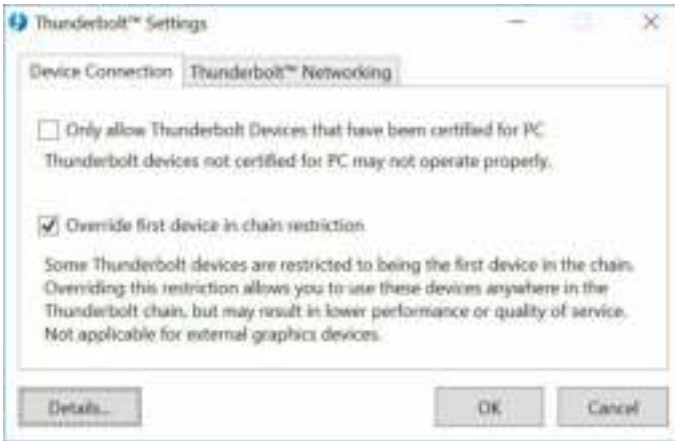 Thunderbolt™ Settings
Device Connection
Thunderbolt™ Networking
Only allow Thunderbolt Devices that have been certified for PC
Thunderbolt devices not certified for PC may not operate properly.
Override first device in chain restriction
Some Thunderbolt devices are restricted to being the first device in the chain.
Overriding this restriction allows you to use these devices anywhere in the
Thunderbolt chain, but may result in lower performance or quality of service.
Not applicable for external graphics devices.
Details...
OK
Cancel